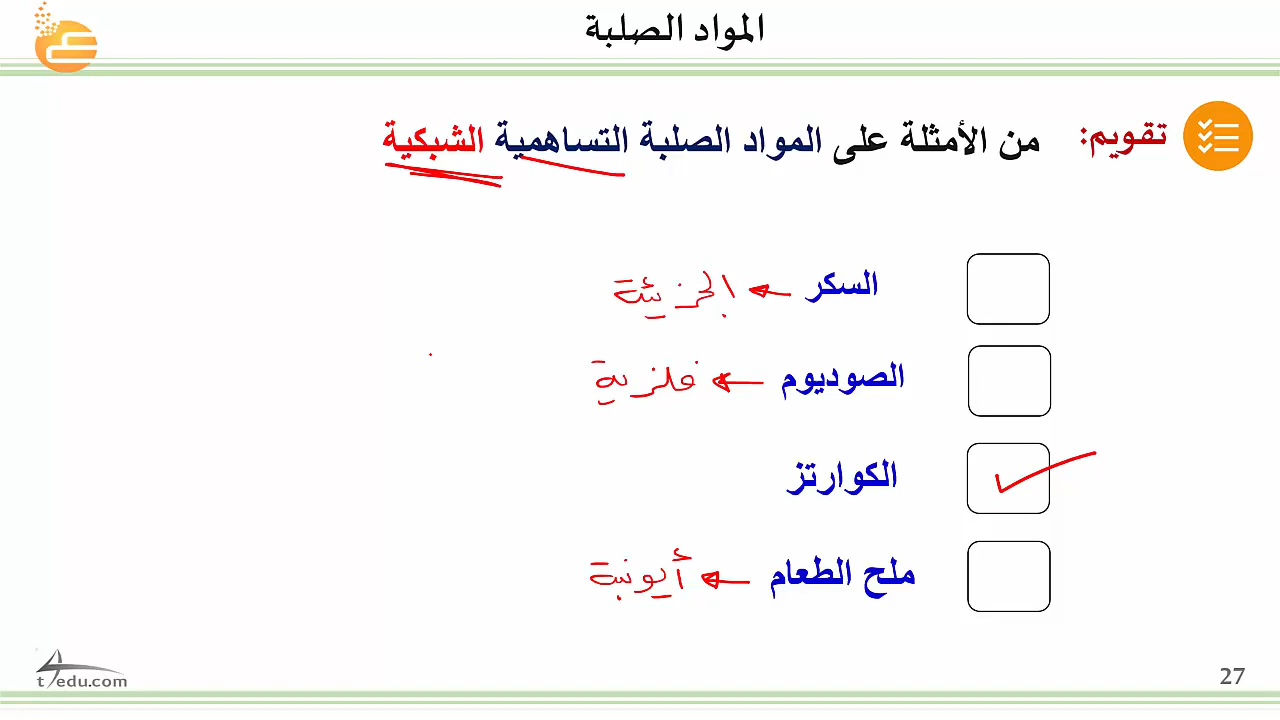 المواد الصلبة
تقويم: من الأمثلة على المواد الصلبة التساهمية الشبكية
السكر الجزيئية
الصوديوم فلزية
الكوارتز
ملح الطعام أيونية
t4edu.com
27